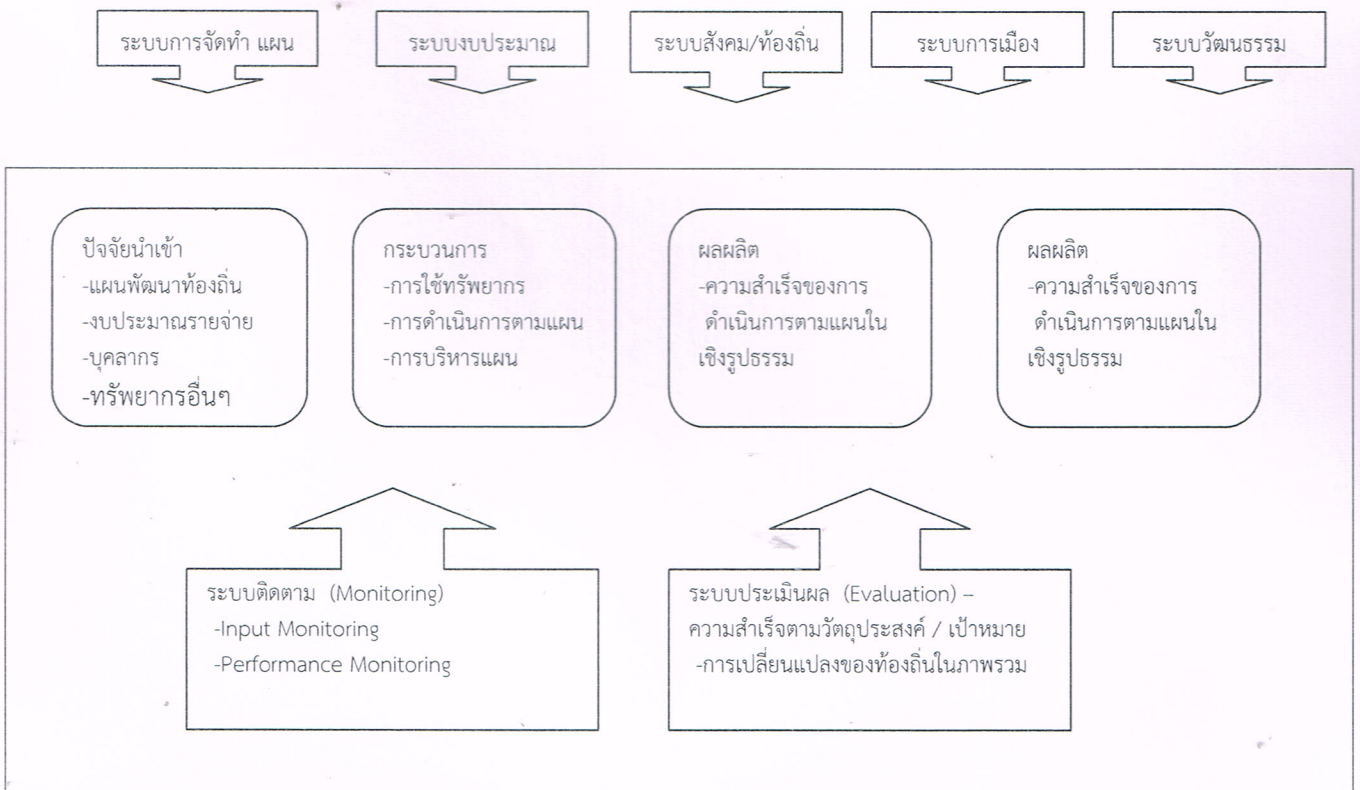 ระบบการจัดทำ แผน
ระบบงบประมาณ
ระบบสังคม/ท้องถิ่น
ระบบการเมือง
ระบบวัฒนธรรม
ปัจจัยนำเข้า
-แผนพัฒนาท้องถิ่น
-งบประมาณรายจ่าย
-บุคลากร
-ทรัพยากรอื่นๆ
กระบวนการ
-การใช้ทรัพยากร
-การดำเนินการตามแผน
-การบริหารแผน
ผลผลิต
-ความสำเร็จของการ
ดำเนินการตามแผนใน
เชิงรูปธรรม
ผลผลิต
-ความสำเร็จของการ
ดำเนินการตามแผนใน
เชิงรูปธรรม
ระบบติดตาม (Monitoring)
-Input Monitoring
-Performance Monitoring
ระบบประเมินผล (Evaluation) –
ความสำเร็จตามวัตถุประสงค์ / เป้าหมาย
-การเปลี่ยนแปลงของท้องถิ่นในภาพรวม